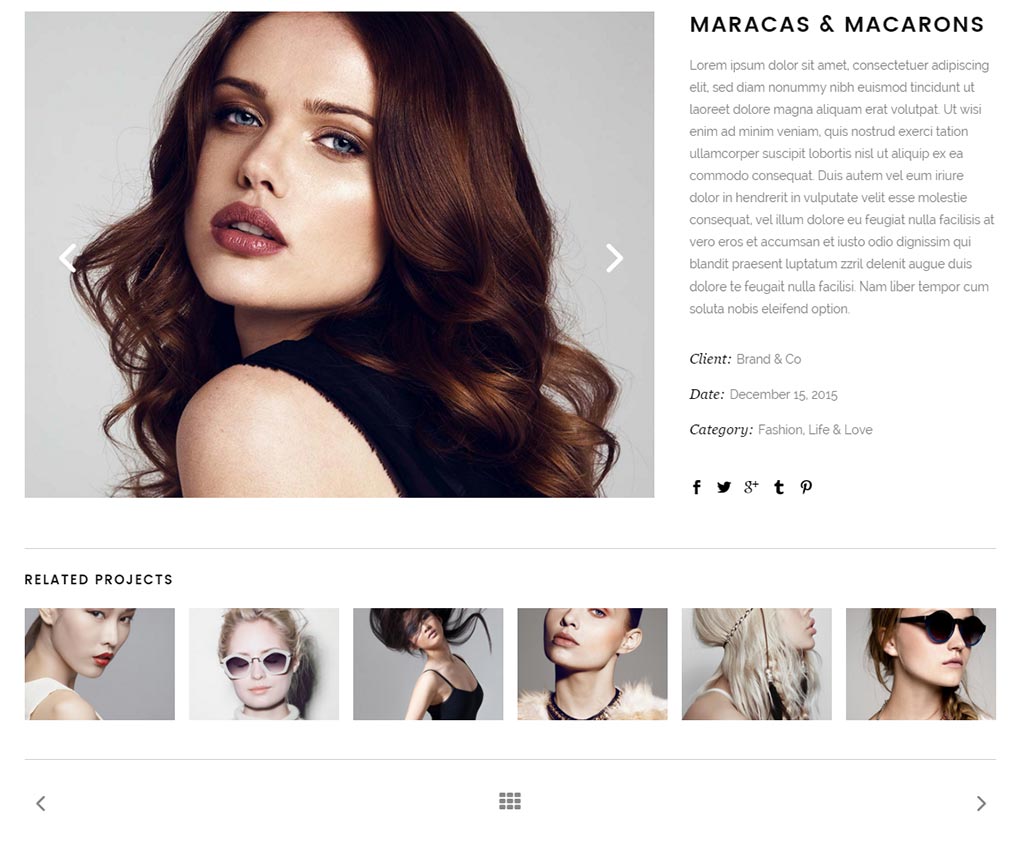 MARACAS & MACARONS
Lorem ipsum dolor sit amet, consectetuer adipiscing
elit, sed diam nonummy nibh euismod tincidunt ut
laoreet dolore magna aliquam erat volutpat. Ut wisi
enim ad minim veniam, quis nostrud exerci tation
ullamcorper suscipit lobortis nisl ut aliquip ex ea
commodo consequat. Duis autem vel eum iriure
dolor in hendrerit in vulputate velit esse molestie
consequat, vel illum dolore eu feugiat nulla facilisis at
vero eros et accumsan et iusto odio dignissim qui
blandit praesent luptatum zzril delenit augue duis
dolore te feugait nulla facilisi. Nam liber tempor cum
soluta nobis eleifend option.
Client: Brand & Co
Date: December 15, 2015
Category: Fashion, Life & Love
RELATED PROJECTS